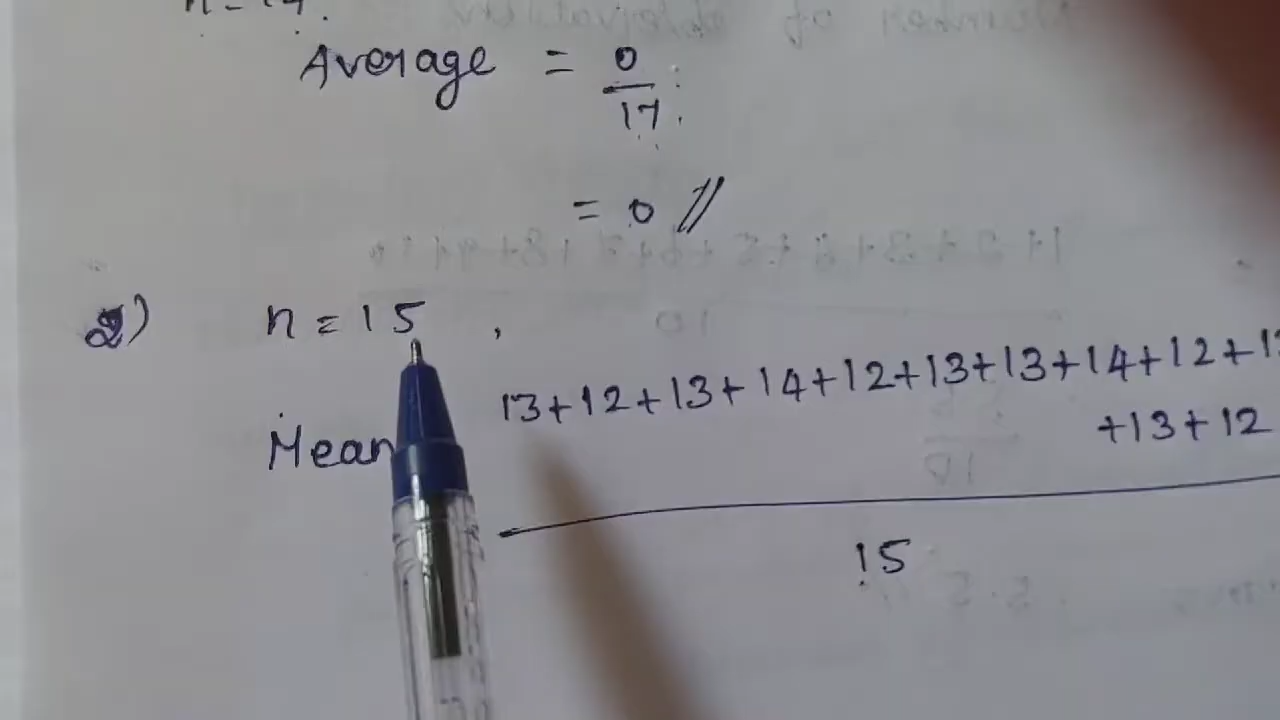 Average = 0
17
= 0 //
2) n = 15 ,
13+12+13+14+12+13+13+14+12+
+13+12
Mean
15